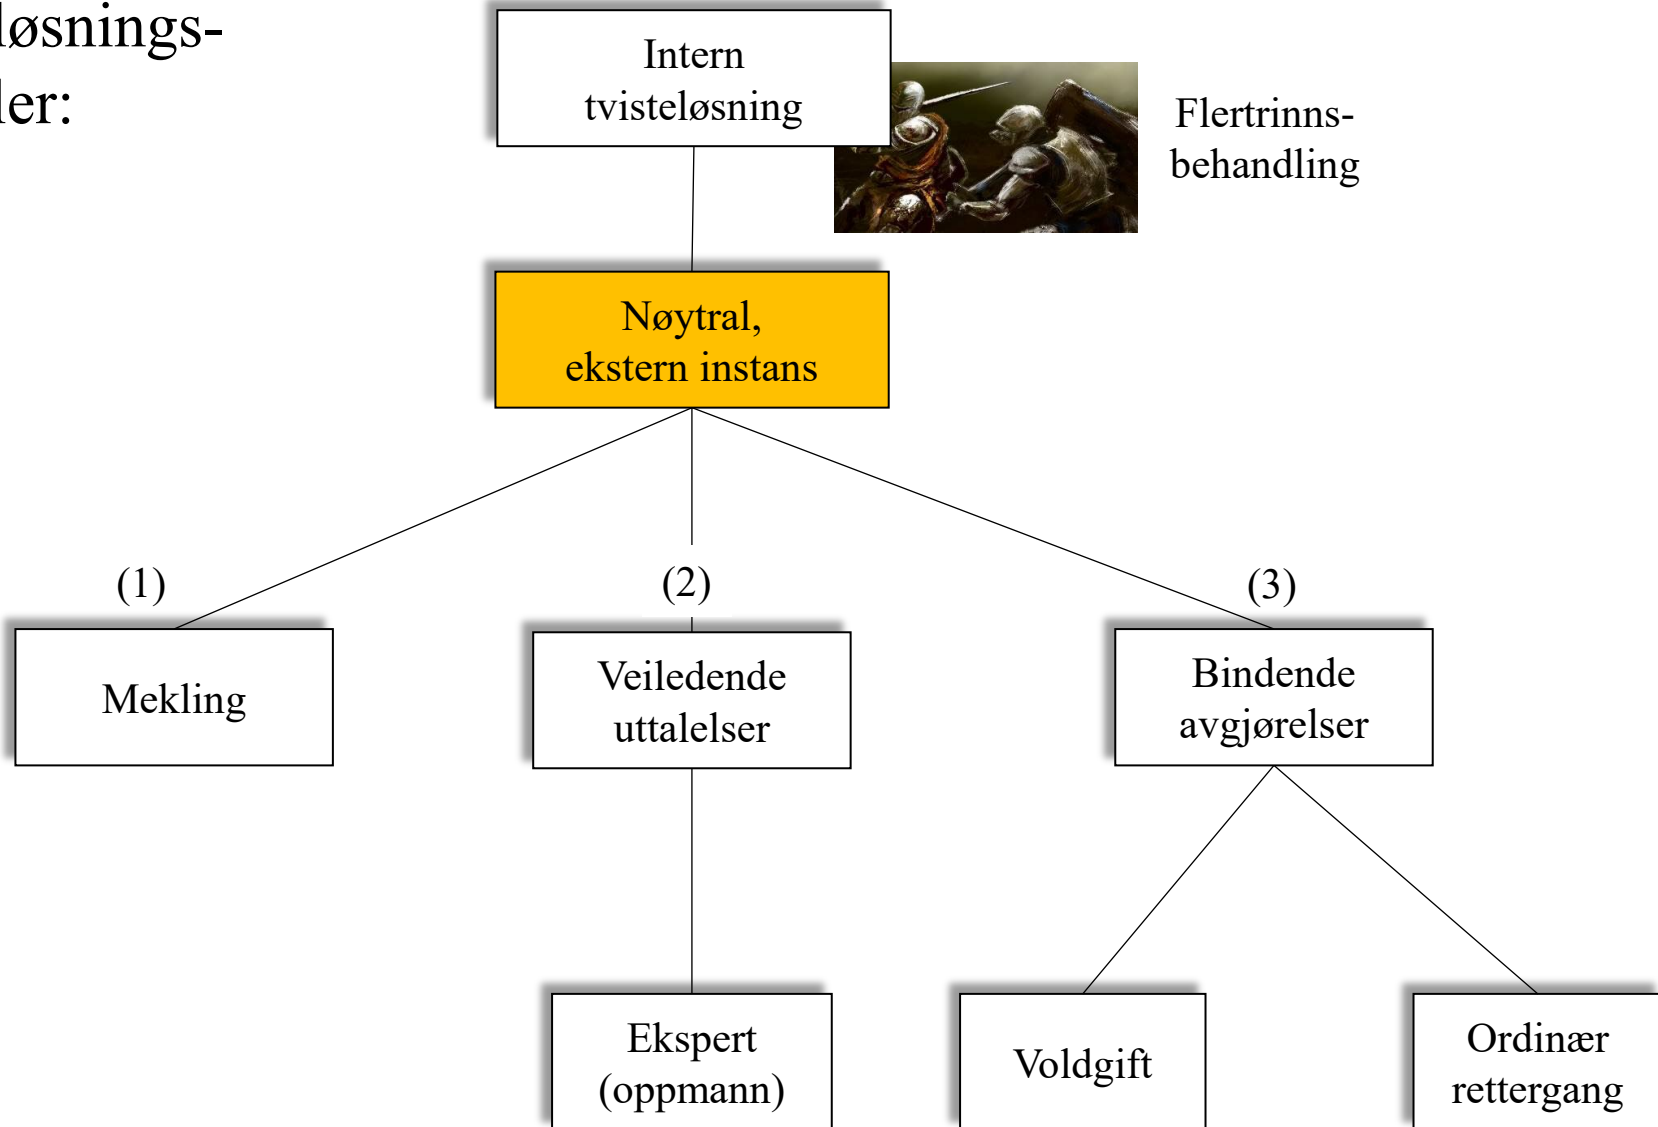 løsnings-
ler:
Intern
tvisteløsning
Flertrinns-
behandling
Nøytral,
ekstern instans
(1)
(2)
(3)
Mekling
Veiledende
uttalelser
Bindende
avgjørelser
Ekspert
(oppmann)
Voldgift
Ordinær
rettergang